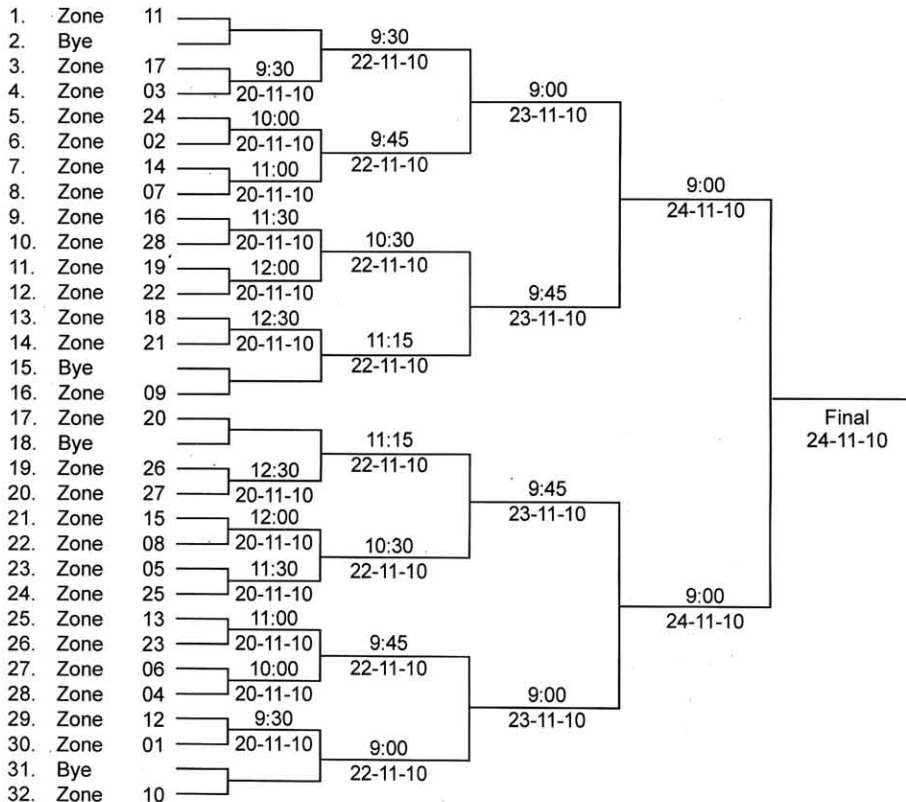 1. Zone 11
2. Bye
3. Zone 17
4. Zone 03
5. Zone 24
6. Zone 02
7. Zone 14
8. Zone 07
9. Zone 16
10. Zone 28
11. Zone 19
12. Zone 22
13. Zone 18
14. Zone 21
15. Bye
16. Zone 09
17. Zone 20
18. Bye
19. Zone 26
20. Zone 27
21. Zone 15
22. Zone 08
23. Zone 05
24. Zone 25
25. Zone 13
26. Zone 23
27. Zone 06
28. Zone 04
29. Zone 12
30. Zone 01
31. Bye
32. Zone 10
9:30
20-11-10
10:00
20-11-10
11:00
20-11-10
11:30
20-11-10
12:00
20-11-10
12:30
20-11-10
12:30
20-11-10
12:00
20-11-10
11:30
20-11-10
11:00
20-11-10
10:00
20-11-10
9:30
20-11-10
9:30
22-11-10
9:45
22-11-10
10:30
22-11-10
11:15
22-11-10
11:15
22-11-10
10:30
22-11-10
9:45
22-11-10
9:00
22-11-10
9:00
23-11-10
9:45
23-11-10
9:45
23-11-10
9:00
23-11-10
9:00
24-11-10
9:00
24-11-10
Final
24-11-10